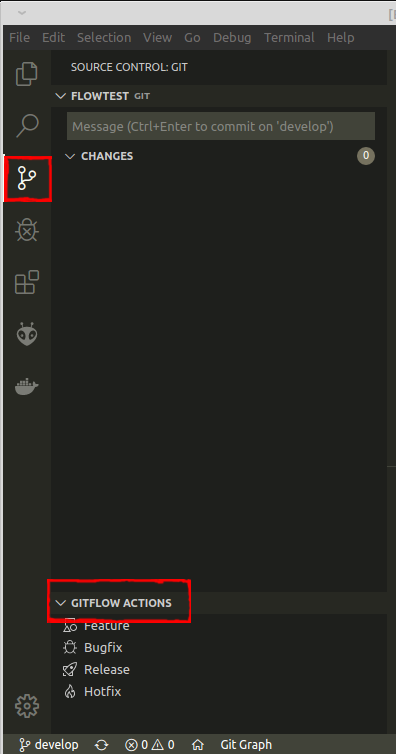 File Edit Selection View Go Debug Terminal Help
SOURCE CONTROL: GIT
FLOWTEST GIT
Message (Ctrl+Enter to commit on 'develop')
CHANGES 0
GITFLOW ACTIONS
Feature
Bugfix
Release
Hotfix
develop 0 0 Git Graph